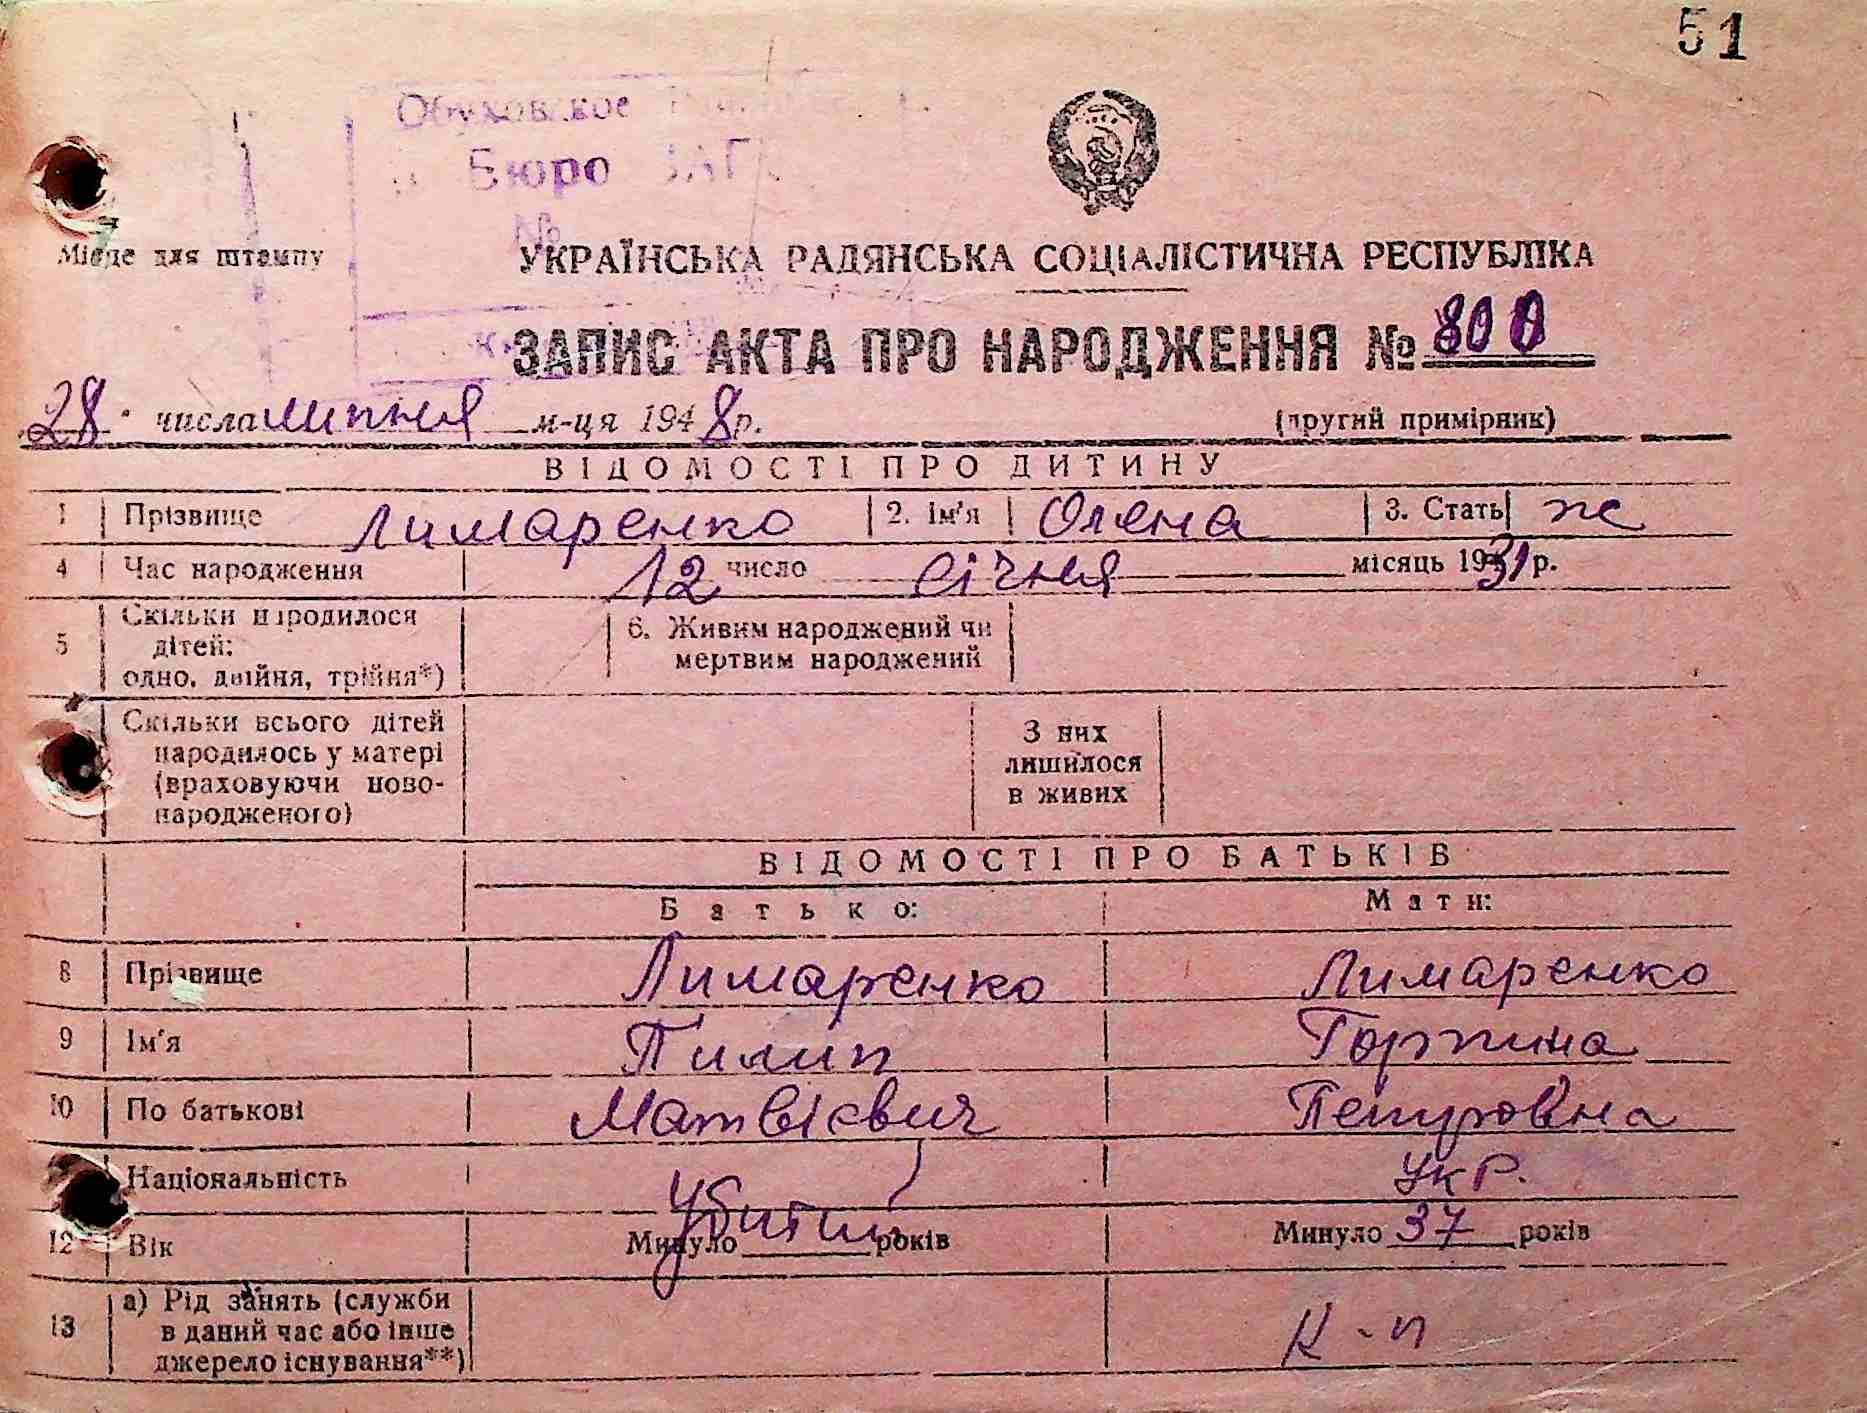 51
Обуховское
Бюро ЗАГ
№
Місце для штампу
УКРАЇНСЬКА РАДЯНСЬКА СОЦІАЛІСТИЧНА РЕСПУБЛІКА
ЗАПИС АКТА ПРО НАРОДЖЕННЯ № 800
28 числа липня м-ця 1948 р.
(другий примірник)
ВІДОМОСТІ ПРО ДИТИНУ
1 Прізвище Лимаренко 2. Ім'я Олена 3. Стать ж
4 Час народження 12 число січня місяць 1931 р.
5 Скільки народилося дітей: одно, двійня, трійня*) 6. Живим народжений чи мертвим народжений
Скільки всього дітей народилось у матері (враховуючи ново-народженого) З них лишилося в живих
ВІДОМОСТІ ПРО БАТЬКІВ
Батько: Мати:
8 Прізвище Лимаренко Лимаренко
9 Ім'я Пилип Горпина
10 По батькові Матвієвич Петровна
Національність Убитий укр.
12 Вік Минуло років Минуло 37 років
13 а) Рід занять (служби в даний час або інше джерело існування**) к-п